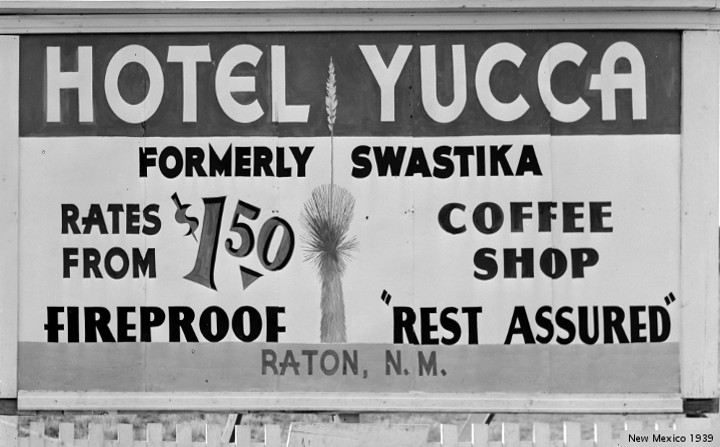 HOTEL YUCCA
FORMERLY SWASTIKA
RATES FROM $1.50
COFFEE SHOP
FIREPROOF
"REST ASSURED"
RATON, N. M.
New Mexico 1939